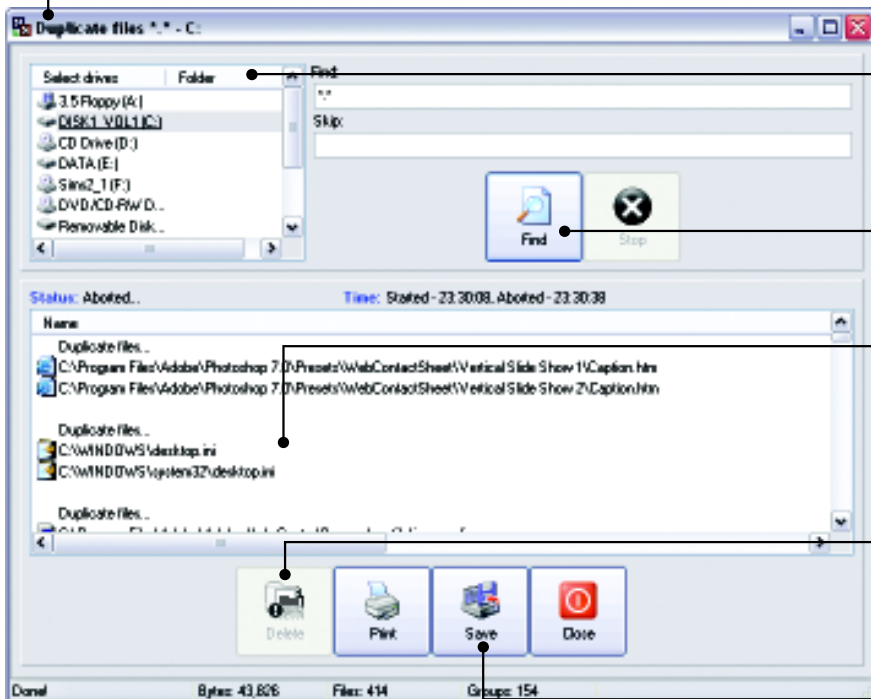 Duplicate files *.* - C:
Select drives Folder
3.5 Floppy (A:)
DISK1_VOL1 (C:)
CD Drive (D:)
DATA (E:)
Sims2_1 (F:)
DVD/CD-RW D...
Removable Disk...
Find:
*.*
Skip:
Find
Stop
Status: Aborted...
Time: Started - 23:30:08, Aborted - 23:30:38
Name
Duplicate files...
C:\Program Files\Adobe\Photoshop 7.0\Presets\WebContactSheet\Vertical Slide Show 1\Caption.htm
C:\Program Files\Adobe\Photoshop 7.0\Presets\WebContactSheet\Vertical Slide Show 2\Caption.htm
Duplicate files...
C:\WINDOWS\desktop.ini
C:\WINDOWS\system32\desktop.ini
Duplicate files...
Delete
Print
Save
Close
Done!
Bytes: 43,826
Files: 414
Groups: 154